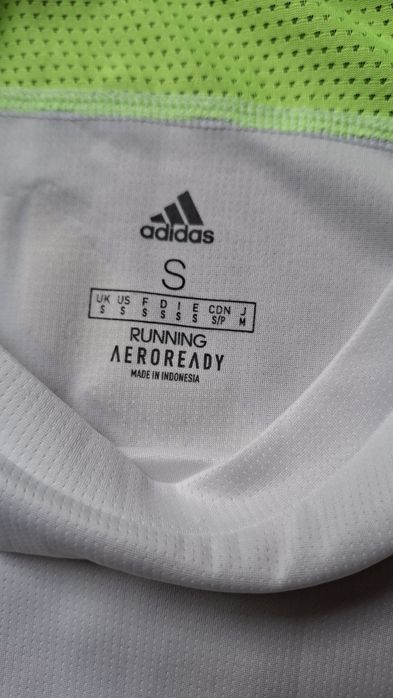 adidas
S
UK US F D I E CDN J
S S S S S S S/P M
RUNNING
AEROREADY
MADE IN INDONESIA